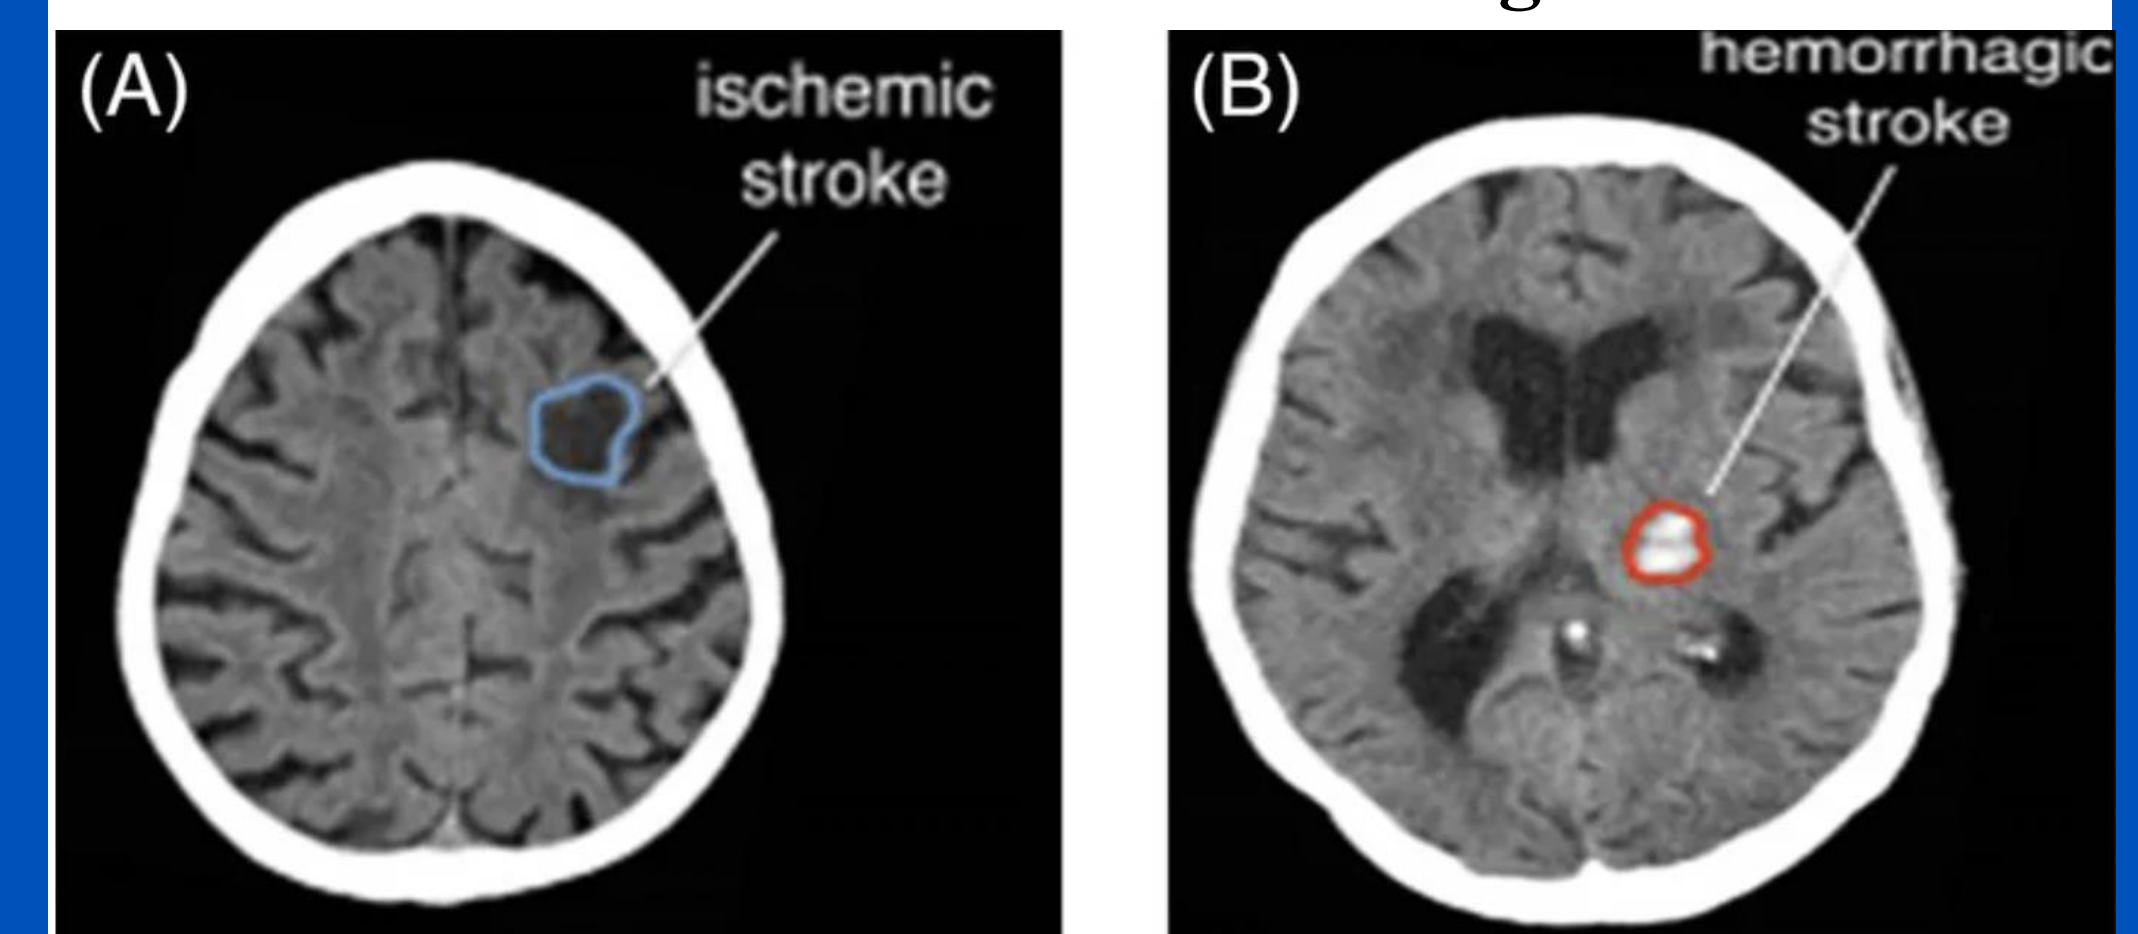 (A)
ischemic
stroke
(B)
hemorrhagic
stroke